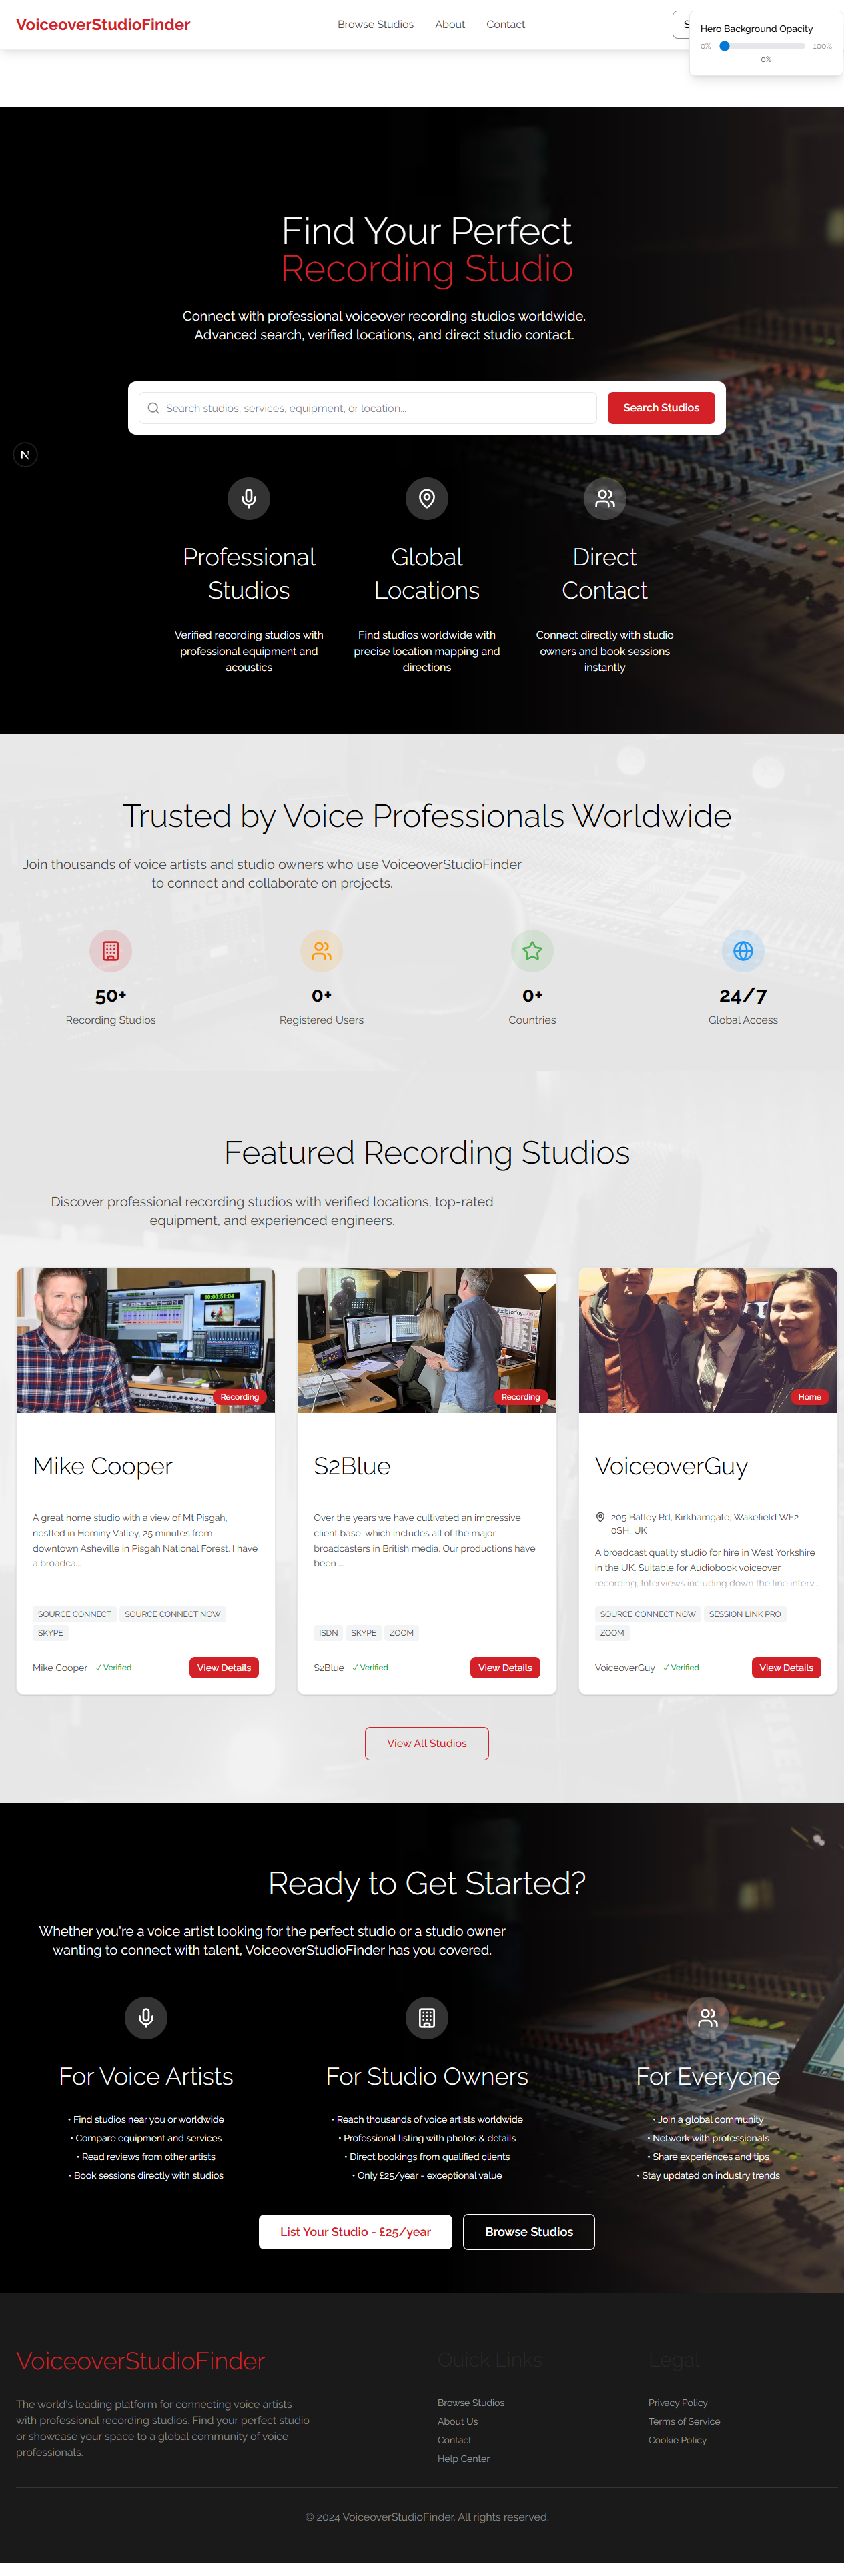 VoiceoverStudioFinder
Browse Studios
About
Contact
S
Hero Background Opacity
0%
100%
0%
Find Your Perfect
Recording Studio
Connect with professional voiceover recording studios worldwide.
Advanced search, verified locations, and direct studio contact.
Search studios, services, equipment, or location...
Search Studios
N
Professional
Studios
Verified recording studios with
professional equipment and
acoustics
Global
Locations
Find studios worldwide with
precise location mapping and
directions
Direct
Contact
Connect directly with studio
owners and book sessions
instantly
Trusted by Voice Professionals Worldwide
Join thousands of voice artists and studio owners who use VoiceoverStudioFinder
to connect and collaborate on projects.
50+
Recording Studios
0+
Registered Users
0+
Countries
24/7
Global Access
Featured Recording Studios
Discover professional recording studios with verified locations, top-rated
equipment, and experienced engineers.
10:00:51:04
Recording
Mike Cooper
A great home studio with a view of Mt Pisgah,
nestled in Hominy Valley, 25 minutes from
downtown Asheville in Pisgah National Forest. I have
a broadca...
SOURCE CONNECT
SOURCE CONNECT NOW
SKYPE
Mike Cooper
✓ Verified
View Details
Recording
S2Blue
Over the years we have cultivated an impressive
client base, which includes all of the major
broadcasters in British media. Our productions have
been ...
ISDN
SKYPE
ZOOM
S2Blue
✓ Verified
View Details
Home
VoiceoverGuy
205 Batley Rd, Kirkhamgate, Wakefield WF2
0SH, UK
A broadcast quality studio for hire in West Yorkshire
in the UK. Suitable for Audiobook voiceover
recording, Interviews including down the line interv...
SOURCE CONNECT NOW
SESSION LINK PRO
ZOOM
VoiceoverGuy
✓ Verified
View Details
View All Studios
Ready to Get Started?
Whether you're a voice artist looking for the perfect studio or a studio owner
wanting to connect with talent, VoiceoverStudioFinder has you covered.
For Voice Artists
• Find studios near you or worldwide
• Compare equipment and services
• Read reviews from other artists
• Book sessions directly with studios
For Studio Owners
• Reach thousands of voice artists worldwide
• Professional listing with photos & details
• Direct bookings from qualified clients
• Only £25/year - exceptional value
For Everyone
• Join a global community
• Network with professionals
• Share experiences and tips
• Stay updated on industry trends
List Your Studio - £25/year
Browse Studios
VoiceoverStudioFinder
The world's leading platform for connecting voice artists
with professional recording studios. Find your perfect studio
or showcase your space to a global community of voice
professionals.
Quick Links
Browse Studios
About Us
Contact
Help Center
Legal
Privacy Policy
Terms of Service
Cookie Policy
© 2024 VoiceoverStudioFinder. All rights reserved.